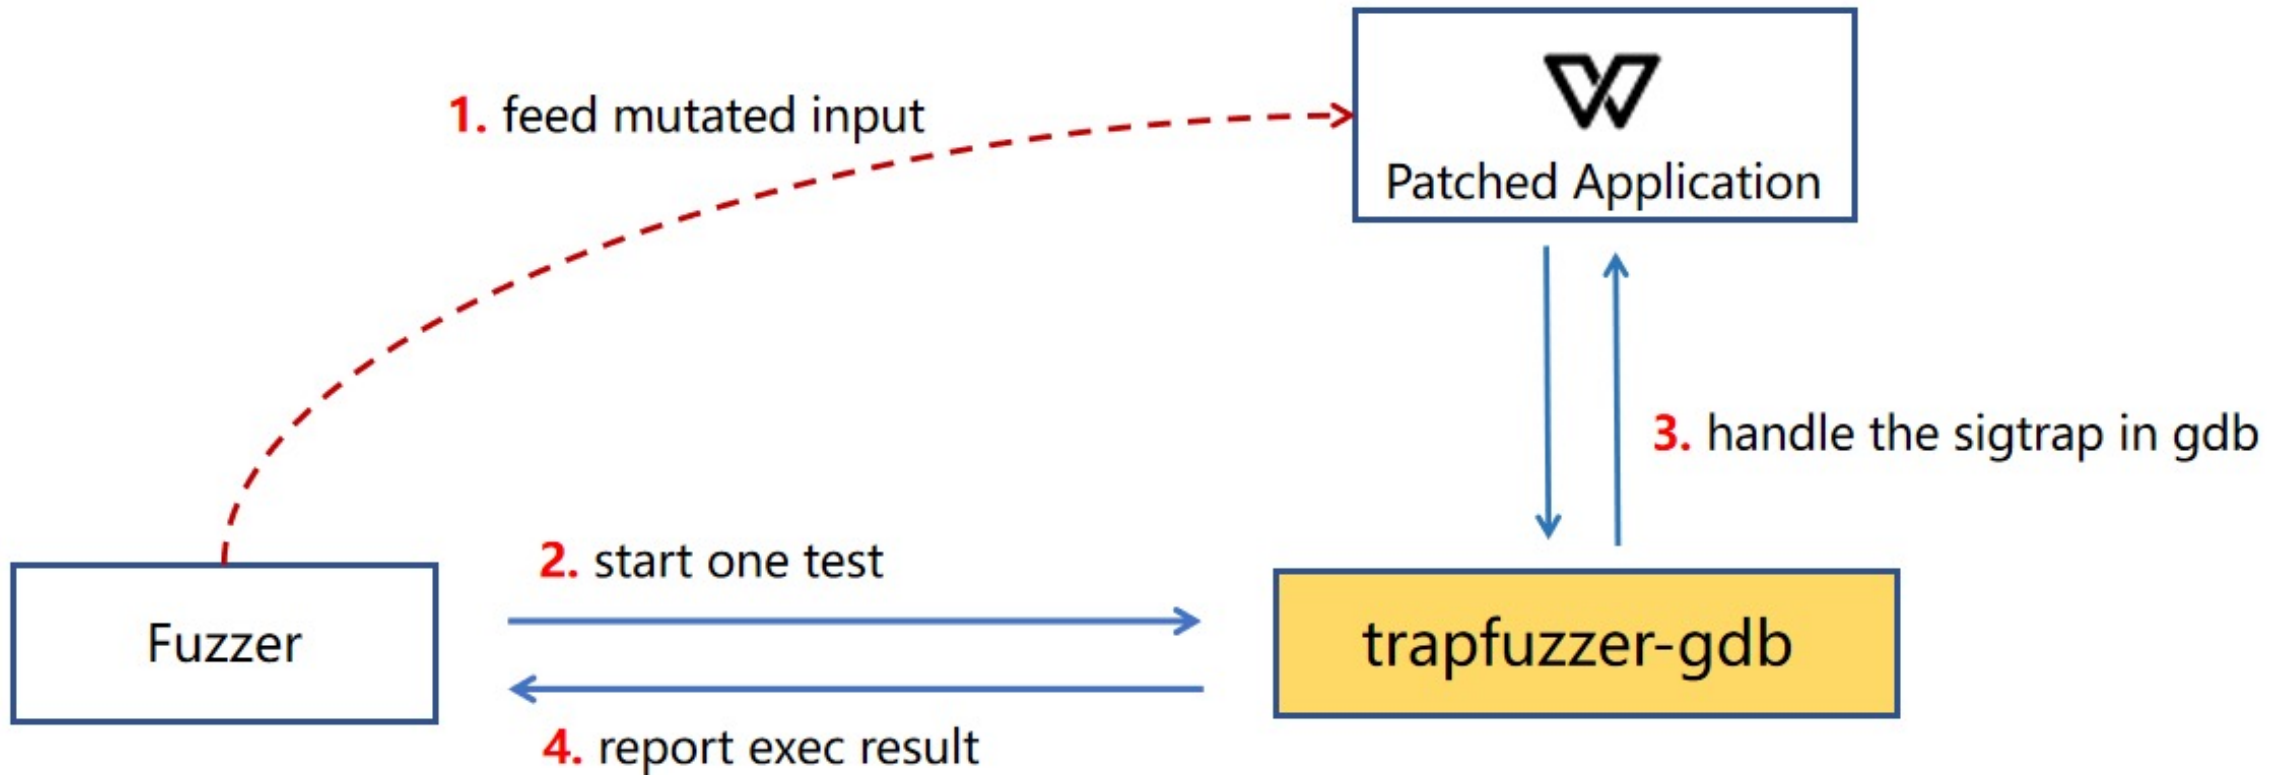 1. feed mutated input
Patched Application
3. handle the sigtrap in gdb
2. start one test
Fuzzer
trapfuzzer-gdb
4. report exec result